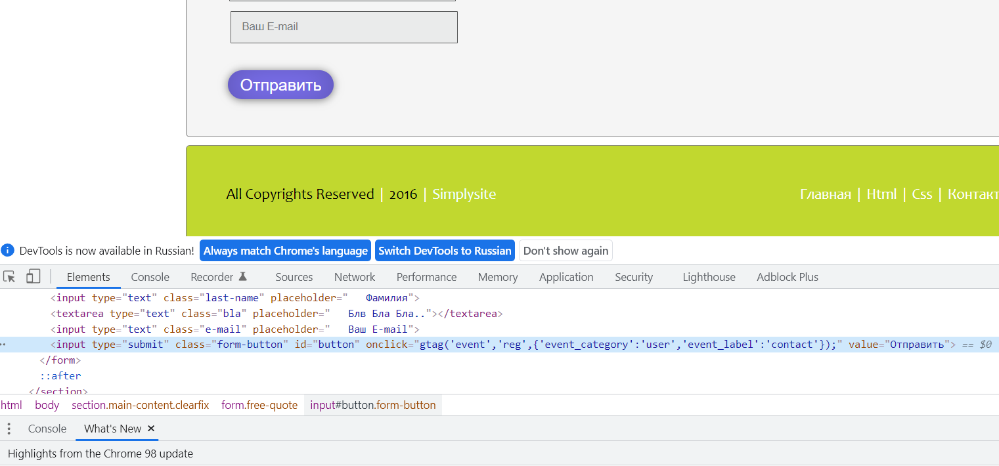 Ваш E-mail
Отправить
All Copyrights Reserved | 2016 | Simplysite
Главная | Html | Css | Контакт
DevTools is now available in Russian! Always match Chrome's language Switch DevTools to Russian Don't show again
Elements Console Recorder Sources Network Performance Memory Application Security Lighthouse Adblock Plus
<input type="text" class="last-name" placeholder="   Фамилия">
<textarea type="text" class="bla" placeholder="   Блв Бла Бла.."></textarea>
<input type="text" class="e-mail" placeholder="   Ваш E-mail">
<input type="submit" class="form-button" id="button" onclick="gtag('event','reg',{'event_category':'user','event_label':'contact'});" value="Отправить"> == $0
</form>
::after
</section>
html body section.main-content.clearfix form.free-quote input#button.form-button
Console What's New ×
Highlights from the Chrome 98 update